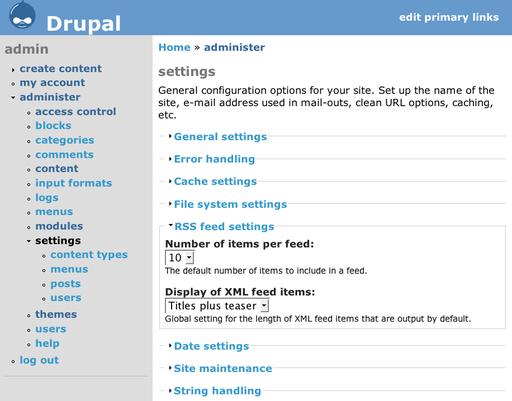 Drupal
edit primary links
admin
create content
my account
administer
access control
blocks
categories
comments
content
input formats
logs
menus
modules
settings
content types
menus
posts
users
themes
users
help
log out
Home » administer
settings
General configuration options for your site. Set up the name of the
site, e-mail address used in mail-outs, clean URL options, caching,
etc.
General settings
Error handling
Cache settings
File system settings
RSS feed settings
Number of items per feed:
10
The default number of items to include in a feed.
Display of XML feed items:
Titles plus teaser
Global setting for the length of XML feed items that are output by default.
Date settings
Site maintenance
String handling